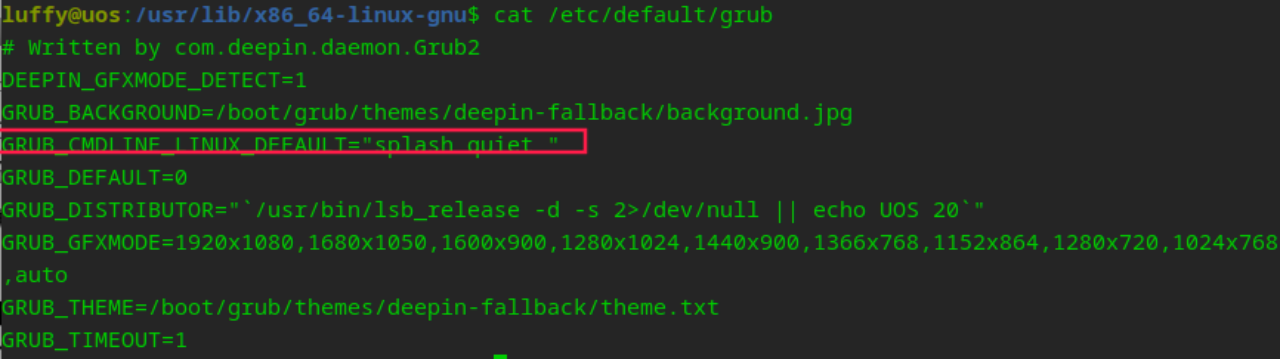 luffy@uos:/usr/lib/x86_64-linux-gnu$ cat /etc/default/grub
# Written by com.deepin.daemon.Grub2
DEEPIN_GFXMODE_DETECT=1
GRUB_BACKGROUND=/boot/grub/themes/deepin-fallback/background.jpg
GRUB_CMDLINE_LINUX_DEFAULT="splash quiet "
GRUB_DEFAULT=0
GRUB_DISTRIBUTOR="`/usr/bin/lsb_release -d -s 2>/dev/null || echo UOS 20`"
GRUB_GFXMODE=1920x1080,1680x1050,1600x900,1280x1024,1440x900,1366x768,1152x864,1280x720,1024x768
,auto
GRUB_THEME=/boot/grub/themes/deepin-fallback/theme.txt
GRUB_TIMEOUT=1